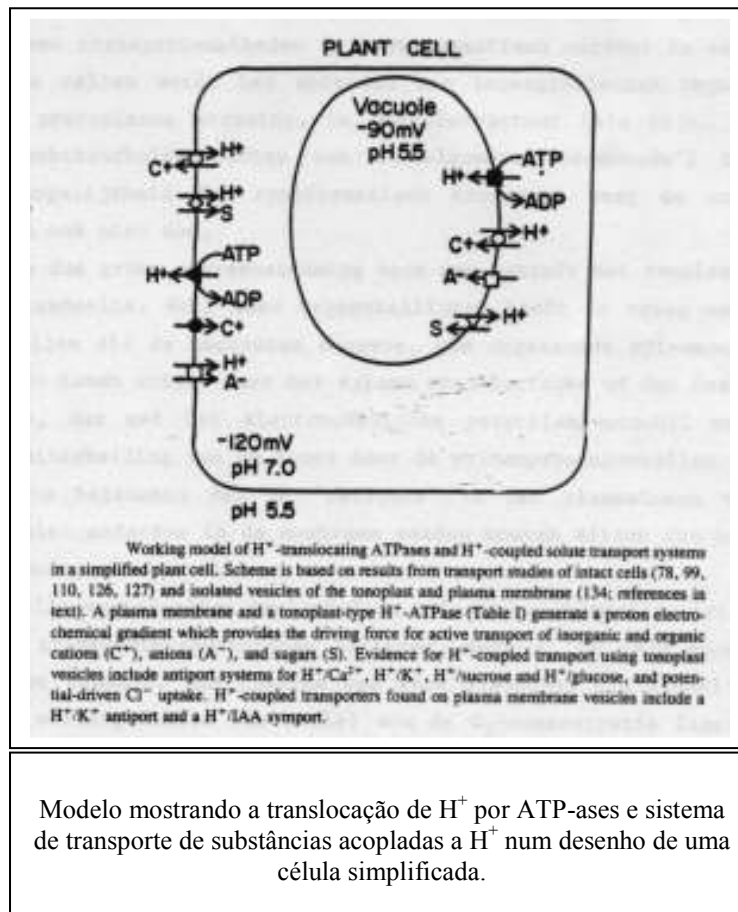 PLANT CELL
Vacuole
-90mV
pH 5.5
H+
C+
H+
S
ATP
H+
ADP
C+
H+
A-
ATP
H+
ADP
H+
C+
A-
H+
S
-120mV
pH 7.0
pH 5.5
Working model of H+-translocating ATPases and H+-coupled solute transport systems
in a simplified plant cell. Scheme is based on results from transport studies of intact cells (78, 99,
110, 126, 127) and isolated vesicles of the tonoplast and plasma membrane (134; references in
text). A plasma membrane and a tonoplast-type H+-ATPase (Table I) generate a proton electro-
chemical gradient which provides the driving force for active transport of inorganic and organic
cations (C+), anions (A-), and sugars (S). Evidence for H+-coupled transport using tonoplast
vesicles include antiport systems for H+/Ca2+, H+/K+, H+/sucrose and H+/glucose, and poten-
tial-driven Cl- uptake. H+-coupled transporters found on plasma membrane vesicles include a
H+/K+ antiport and a H+/IAA symport.
Modelo mostrando a translocação de H+ por ATP-ases e sistema
de transporte de substâncias acopladas a H+ num desenho de uma
célula simplificada.